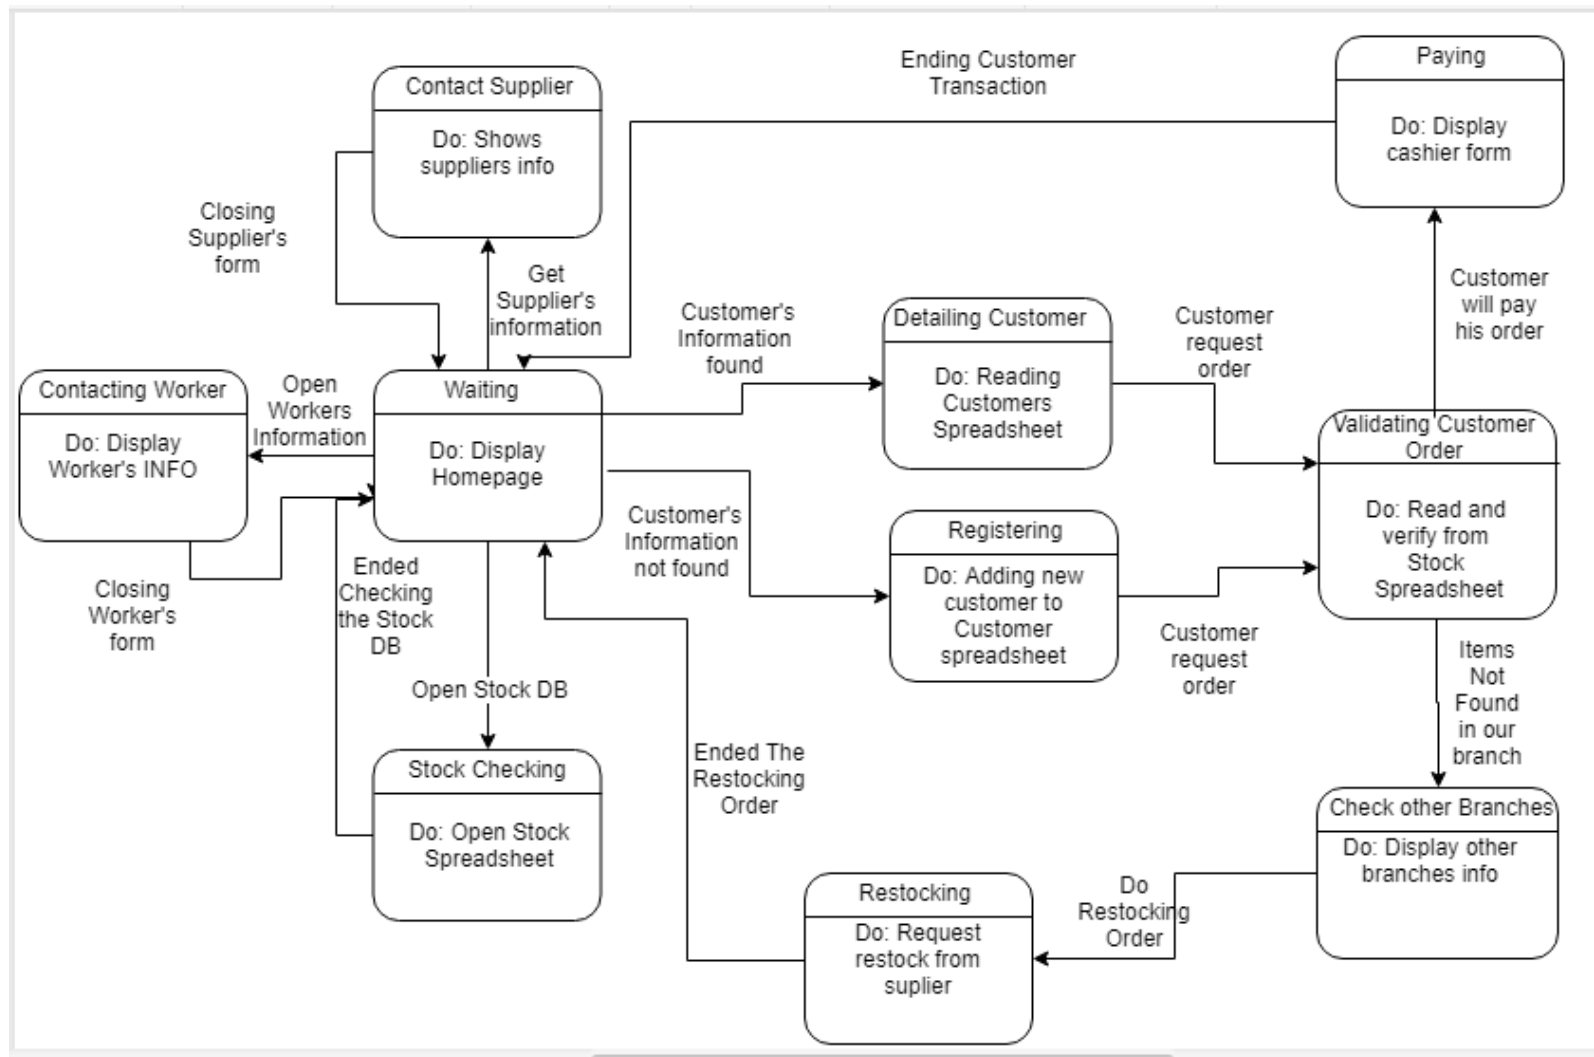 Contact Supplier
Do: Shows
suppliers info
Ending Customer
Transaction
Paying
Do: Display
cashier form
Closing
Supplier's
form
Get
Supplier's
information
Customer's
Information
found
Detailing Customer
Do: Reading
Customers
Spreadsheet
Customer
request
order
Customer
will pay
his order
Contacting Worker
Do: Display
Worker's INFO
Open
Workers
Information
Waiting
Do: Display
Homepage
Validating Customer
Order
Do: Read and
verify from
Stock
Spreadsheet
Customer's
Information
not found
Registering
Do: Adding new
customer to
Customer
spreadsheet
Customer
request
order
Closing
Worker's
form
Ended
Checking
the Stock
DB
Open Stock DB
Items
Not
Found
in our
branch
Stock Checking
Do: Open Stock
Spreadsheet
Ended The
Restocking
Order
Check other Branches
Do: Display other
branches info
Restocking
Do: Request
restock from
suplier
Do
Restocking
Order